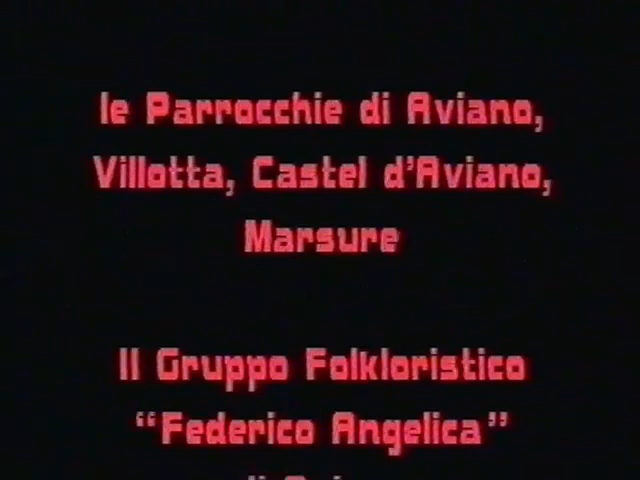 le Parrocchie di Aviano,
Villotta, Castel d'Aviano,
Marsure
Il Gruppo Folkloristico
“Federico Angelica”